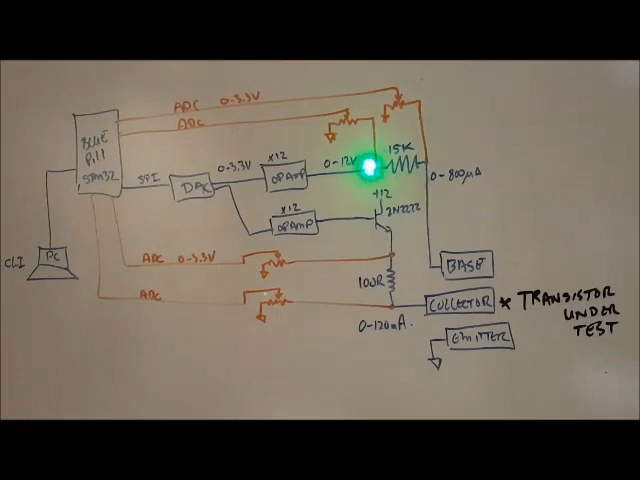 ADC 0-3.3V
ADC
BLUE
PILL
STM32
SPI
DAC
0-3.3V
X12
OPAMP
0-12V
15K
0-800µA
X12
OPAMP
+12
2N2222
CLI
PC
ADC 0-3.3V
ADC
100R
0-120mA.
BASE
COLLECTOR
* TRANSISTOR
UNDER
TEST
EMITTER